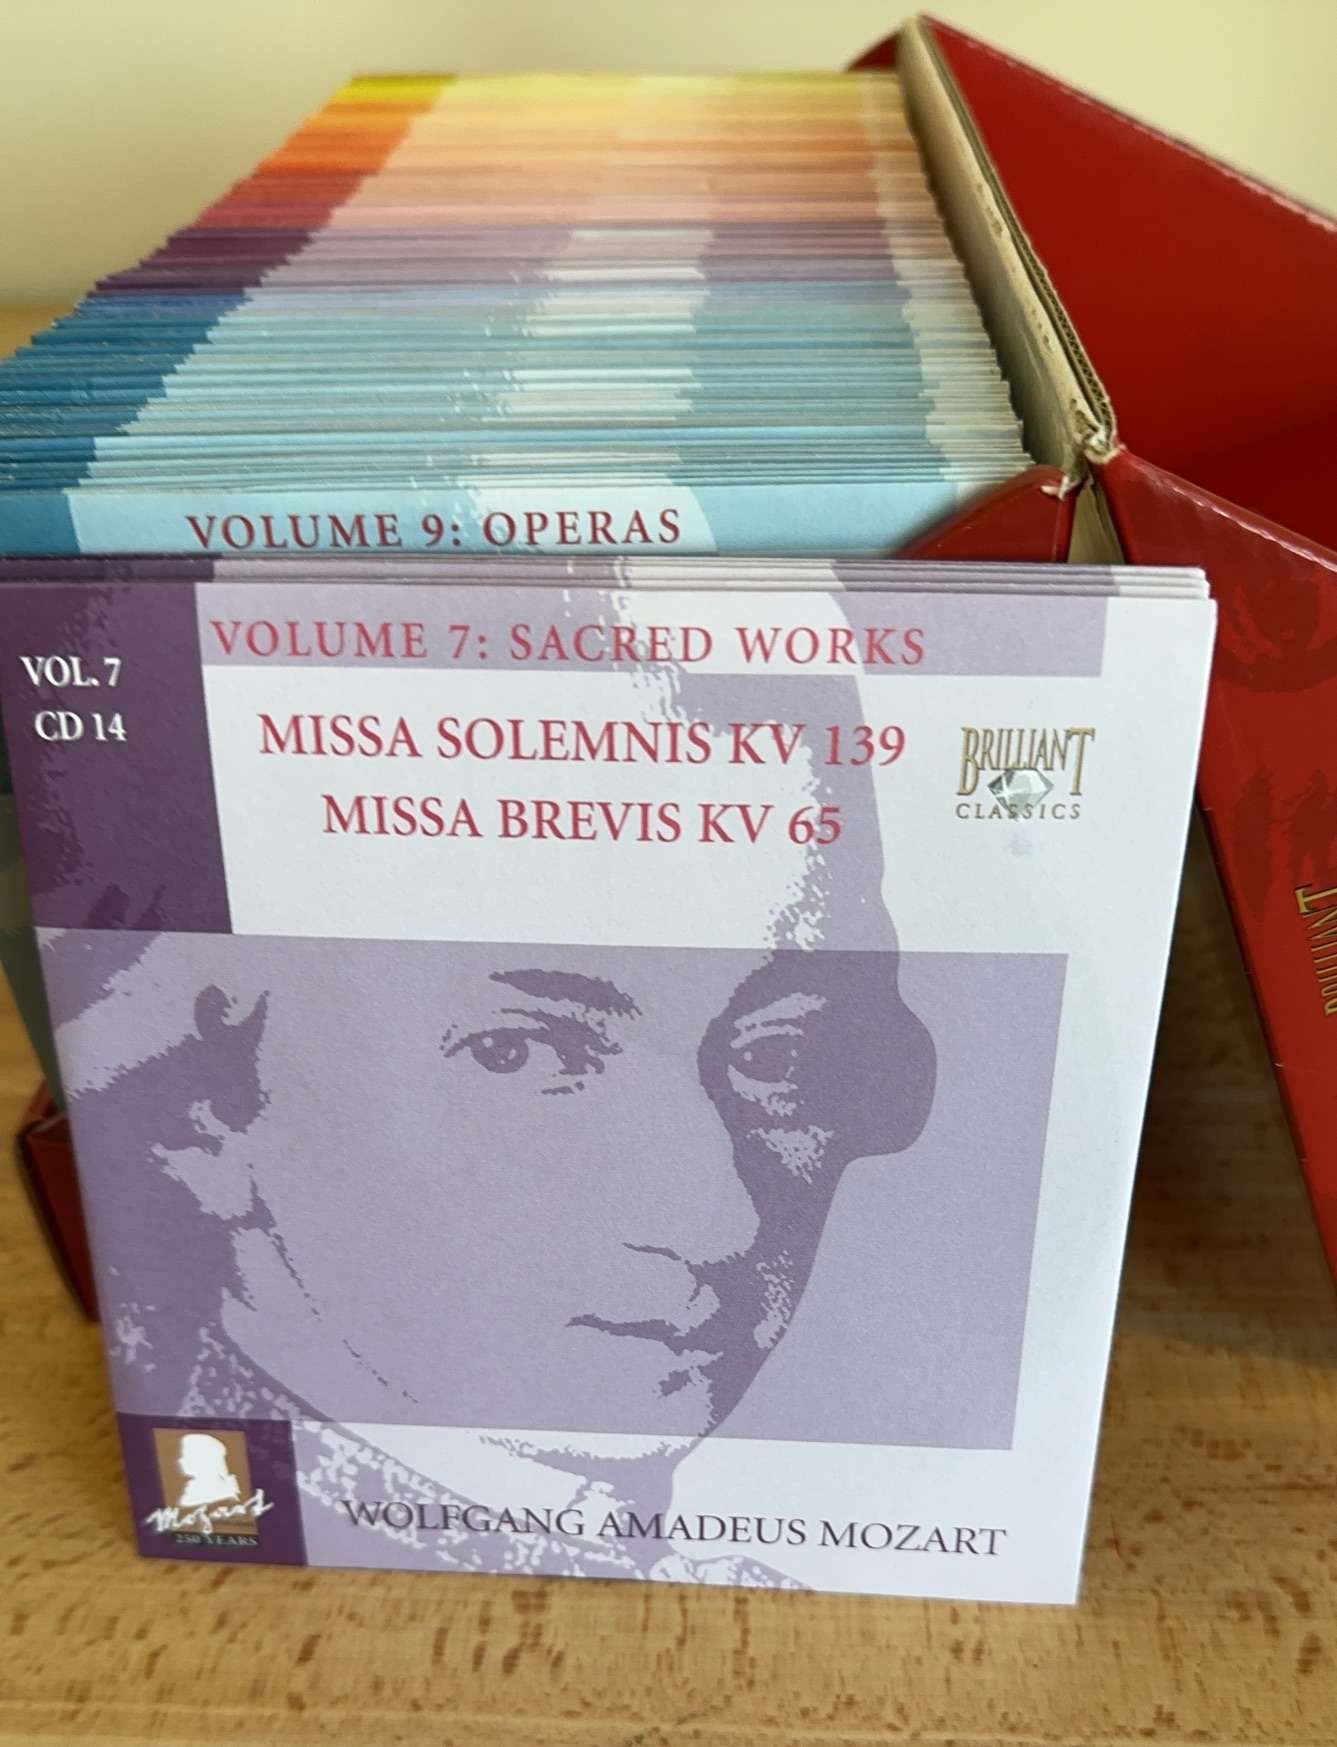 VOLUME 9: OPERAS
VOLUME 7: SACRED WORKS
VOL. 7
CD 14
MISSA SOLEMNIS KV 139
MISSA BREVIS KV 65
BRILLIANT
CLASSICS
BRILLIANT
Mozart
250 YEARS
WOLFGANG AMADEUS MOZART